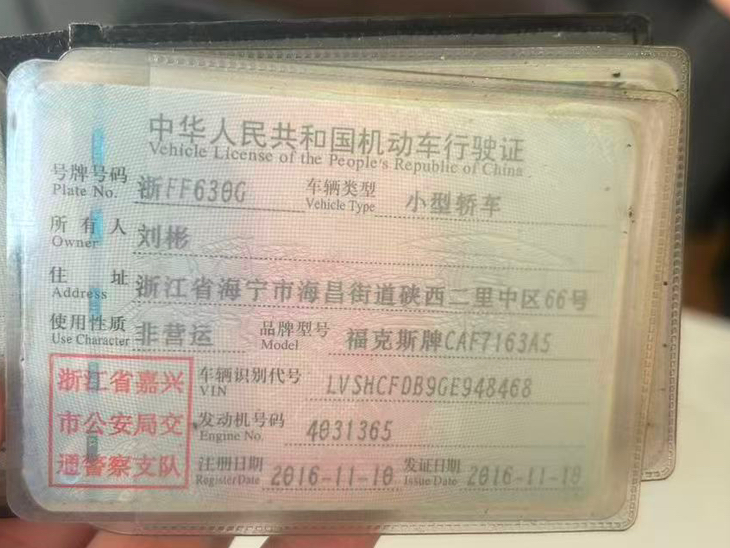 中华人民共和国机动车行驶证
Vehicle License of the People's Republic of China
号牌号码 浙FF630G 车辆类型 小型轿车
Plate No. Vehicle Type
所有人 刘彬
Owner
住址 浙江省海宁市海昌街道硖西二里中区66号
Address
使用性质 非营运 品牌型号 福克斯牌CAF7163A5
Use Character Model
浙江省嘉兴 车辆识别代号 LVSHCFDB9GE948468
VIN
市公安局交 发动机号码 4031365
Engine No.
通警察支队 注册日期 2016-11-10 发证日期 2016-11-10
Register Date Issue Date